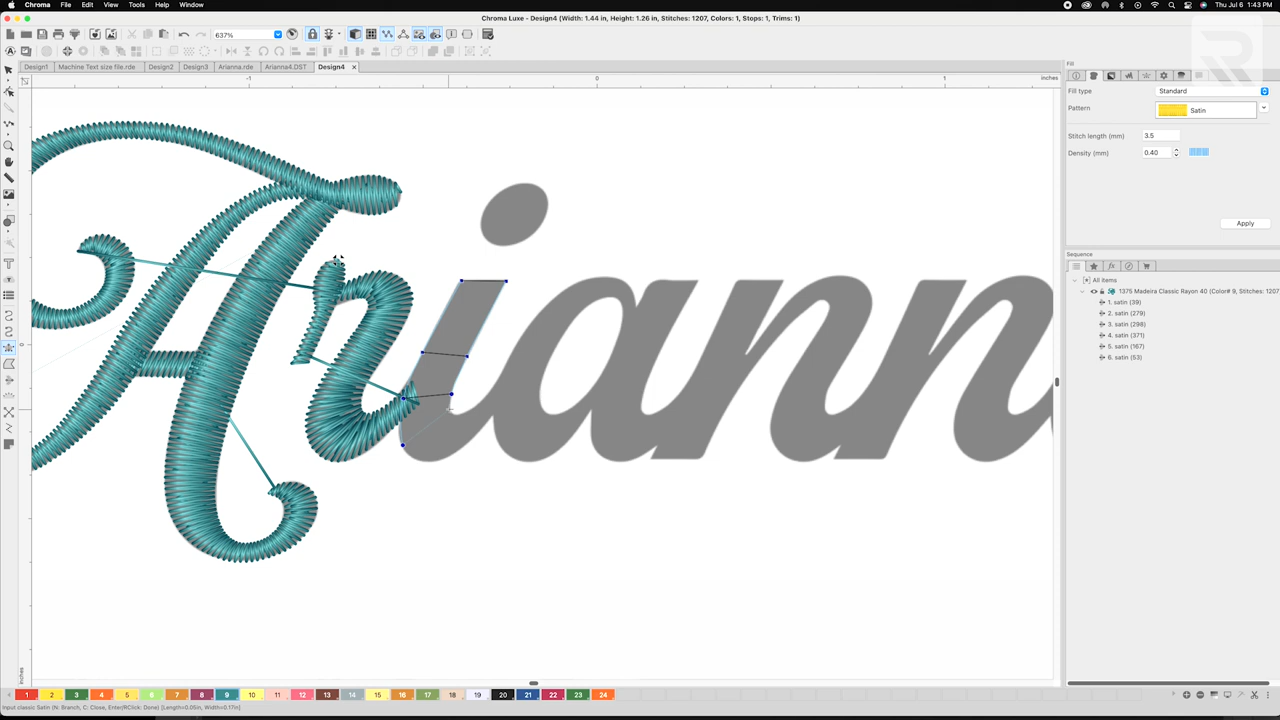 Chroma File Edit View Tools Help Window Thu Jul 6 1:43 PM
Chroma Luxe - Design4 (Width: 1.44 in, Height: 1.26 in, Stitches: 1207, Colors: 1, Stops: 1, Trims: 1)
637%
Design1 Machine Text size file.rde Design2 Design3 Arianna.rde Arianna4.DST Design4
-1 0 1 inches
Fill
Fill type Standard
Pattern Satin
Stitch length (mm) 3.5
Density (mm) 0.40
Apply
Sequence
All Items
1375 Madeira Classic Rayon 40 (Color# 9, Stitches: 1207
1. satin (39)
2. satin (279)
3. satin (298)
4. satin (371)
5. satin (167)
6. satin (53)
Ariann
0
inches
1 2 3 4 5 6 7 8 9 10 11 12 13 14 15 16 17 18 19 20 21 22 23 24
Input classic Satin (N: Branch, C: Close, Enter/RClick: Done) [Length=0.05in, Width=0.17in]